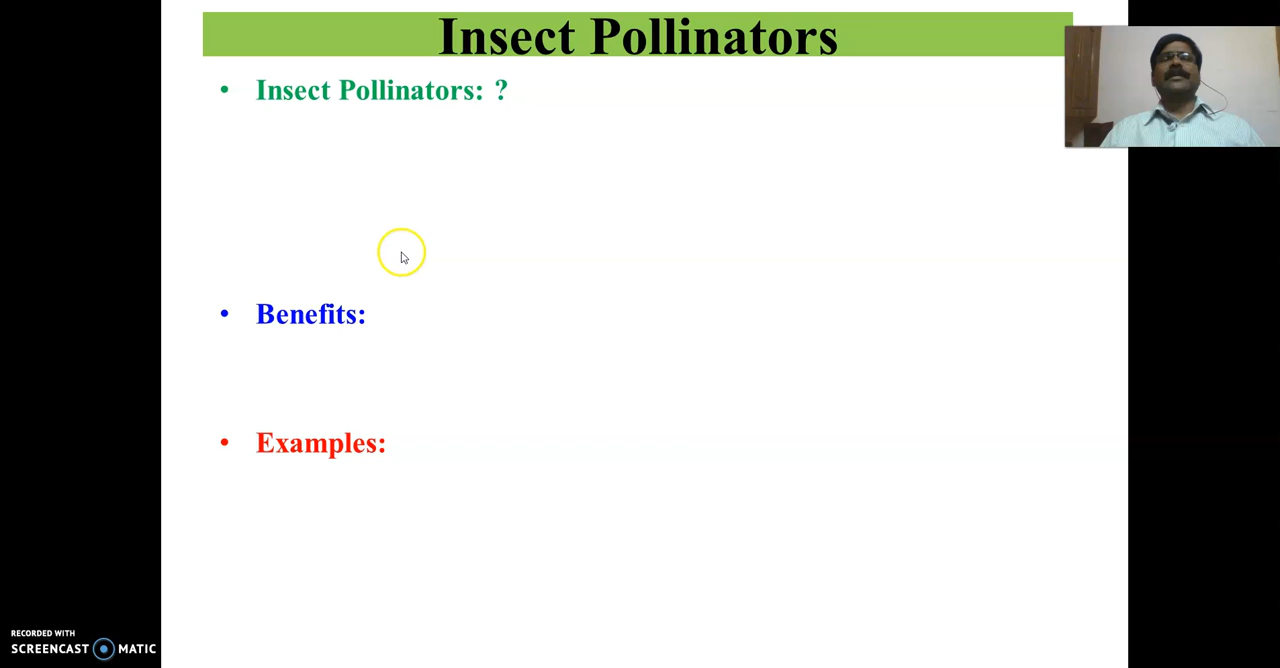 Insect Pollinators
• Insect Pollinators: ?
• Benefits:
• Examples:
RECORDED WITH
SCREENCAST MATIC